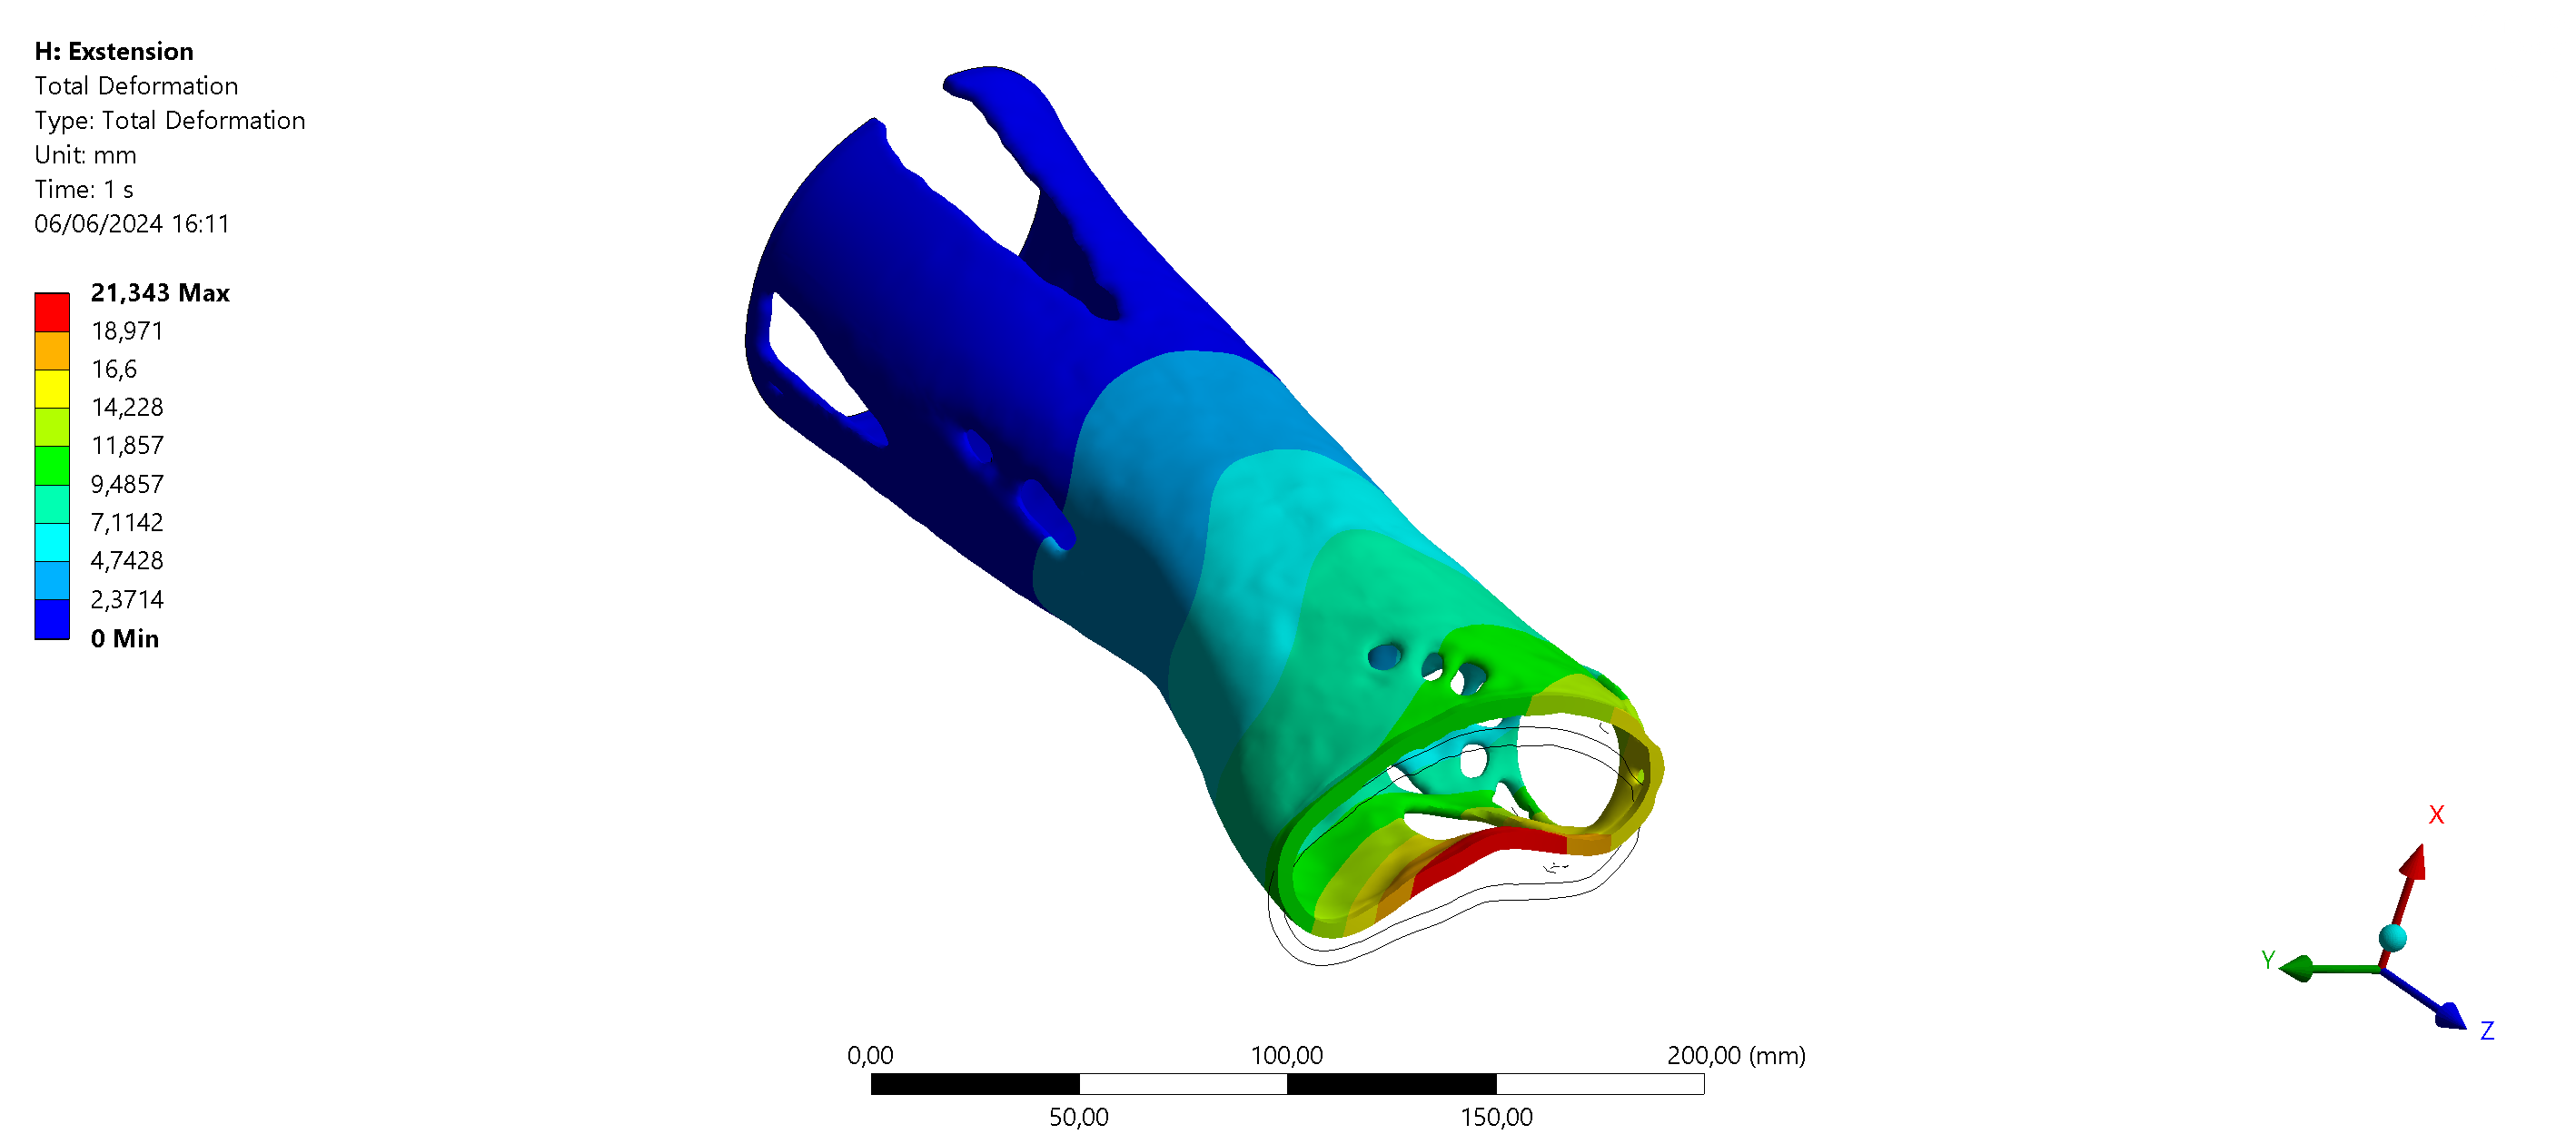 H: Exstension
Total Deformation
Type: Total Deformation
Unit: mm
Time: 1 s
06/06/2024 16:11
21,343 Max
18,971
16,6
14,228
11,857
9,4857
7,1142
4,7428
2,3714
0 Min
0,00 100,00 200,00 (mm)
50,00 150,00
X
Y
Z